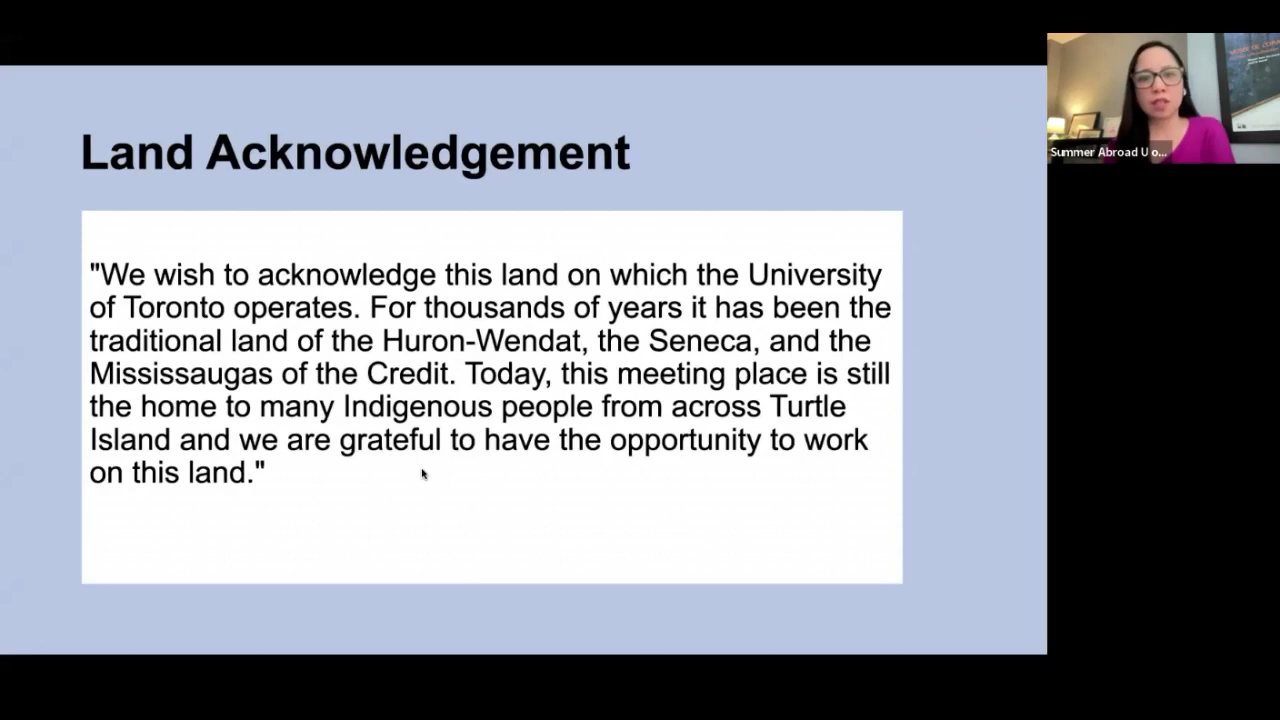 Land Acknowledgement
"We wish to acknowledge this land on which the University
of Toronto operates. For thousands of years it has been the
traditional land of the Huron-Wendat, the Seneca, and the
Mississaugas of the Credit. Today, this meeting place is still
the home to many Indigenous people from across Turtle
Island and we are grateful to have the opportunity to work
on this land."
Summer Abroad U o...